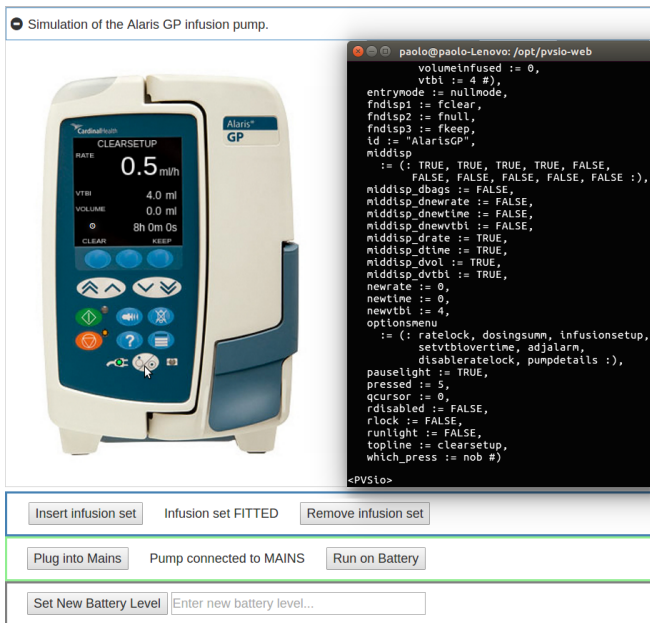 Simulation of the Alaris GP infusion pump.
CardinalHealth
Alaris®
GP
CLEARSETUP
RATE
0.5 ml/h
VTBI 4.0 ml
VOLUME 0.0 ml
8h 0m 0s
CLEAR KEEP
?
paolo@paolo-Lenovo: /opt/pvsio-web
volumeinfused := 0,
vtbi := 4 #),
entrymode := nullmode,
fndisp1 := fclear,
fndisp2 := fnull,
fndisp3 := fkeep,
id := "AlarisGP",
middisp
:= (: TRUE, TRUE, TRUE, TRUE, FALSE,
FALSE, FALSE, FALSE, FALSE, FALSE :),
middisp_dbags := FALSE,
middisp_dnewrate := FALSE,
middisp_dnewtime := FALSE,
middisp_dnewvtbi := FALSE,
middisp_drate := TRUE,
middisp_dtime := TRUE,
middisp_dvol := TRUE,
middisp_dvtbi := TRUE,
newrate := 0,
newtime := 0,
newvtbi := 4,
optionsmenu
:= (: ratelock, dosingsumm, infusionsetup,
setvtbiovertime, adjalarm,
disableratelock, pumpdetails :),
pauselight := TRUE,
pressed := 5,
qcursor := 0,
rdisabled := FALSE,
rlock := FALSE,
runlight := FALSE,
topline := clearsetup,
which_press := nob #)
<PVSio>
Insert infusion set Infusion set FITTED Remove infusion set
Plug into Mains Pump connected to MAINS Run on Battery
Set New Battery Level Enter new battery level...